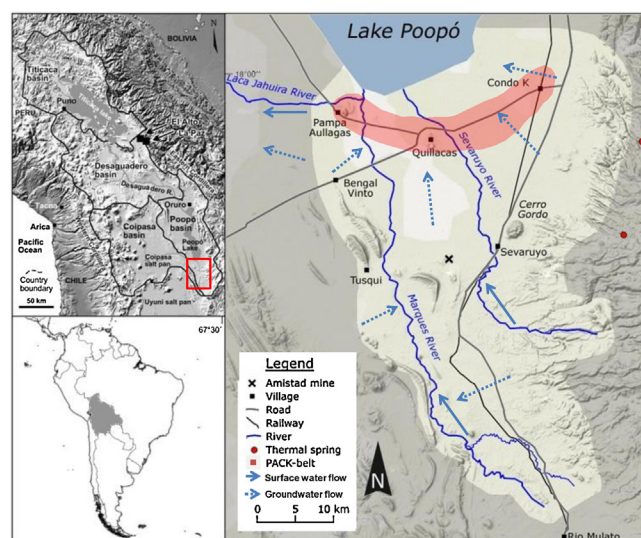 BOLIVIA
N
Titicaca
basin
Puno
PERU
El Alto
La Paz
Desaguadero
basin
Desaguadero R.
Tacna
Oruro
Poopó
basin
Arica
Pacific
Ocean
Coipasa
basin
Poopó
Lake
Coipasa
salt pan
CHILE
Country
boundary
50 km
Uyuni salt pan
67°30'
Lake Poopó
18°00'
Laca Jahuira River
Condo K
Pampa
Aullagas
Quillacas
Sevaruyo River
Bengal
Vinto
Cerro
Gordo
Sevaruyo
Tusqui
Marques River
Legend
Amistad mine
Village
Road
Railway
River
Thermal spring
PACK-belt
Surface water flow
Groundwater flow
0 5 10 km
N
Rio Mulato